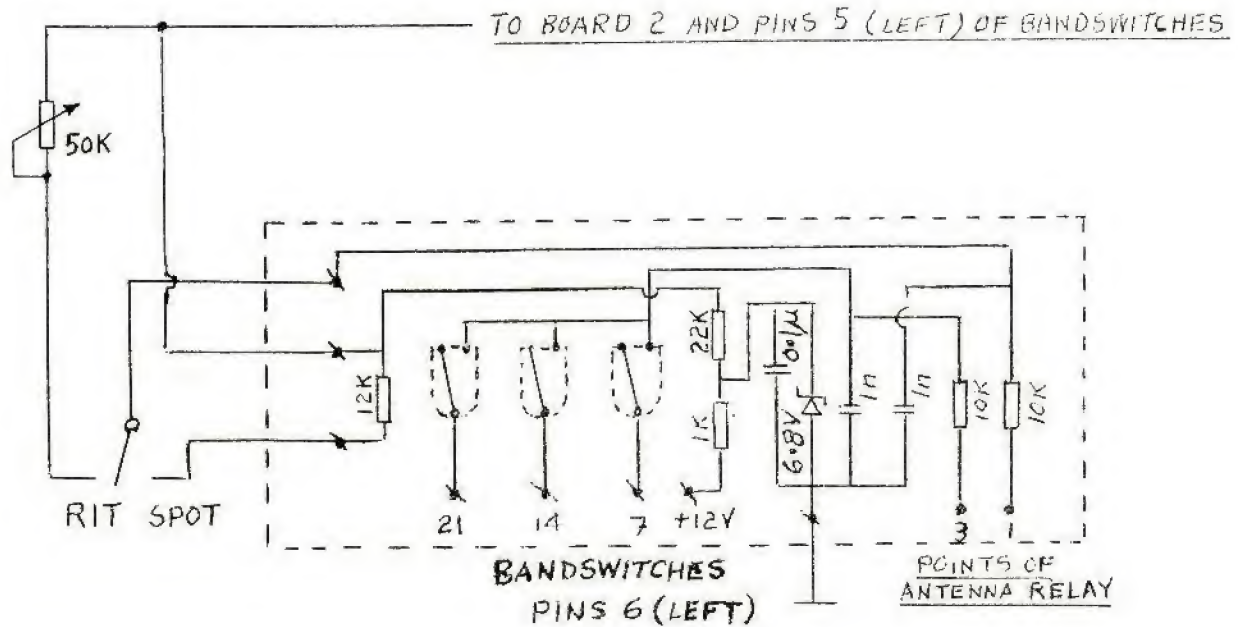 TO BOARD 2 AND PINS 5 (LEFT) OF BANDSWITCHES
50K
12K
22K
1K
0.1µ
6.8V
1n
1n
10K
10K
RIT SPOT
21
14
7
+12V
3
1
BANDSWITCHES
PINS 6 (LEFT)
POINTS OF
ANTENNA RELAY